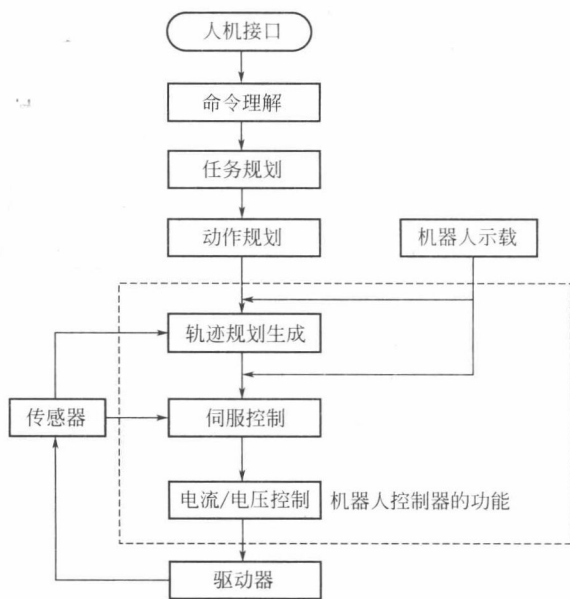 人机接口
命令理解
任务规划
动作规划
机器人示载
轨迹规划生成
传感器
伺服控制
电流/电压控制
机器人控制器的功能
驱动器